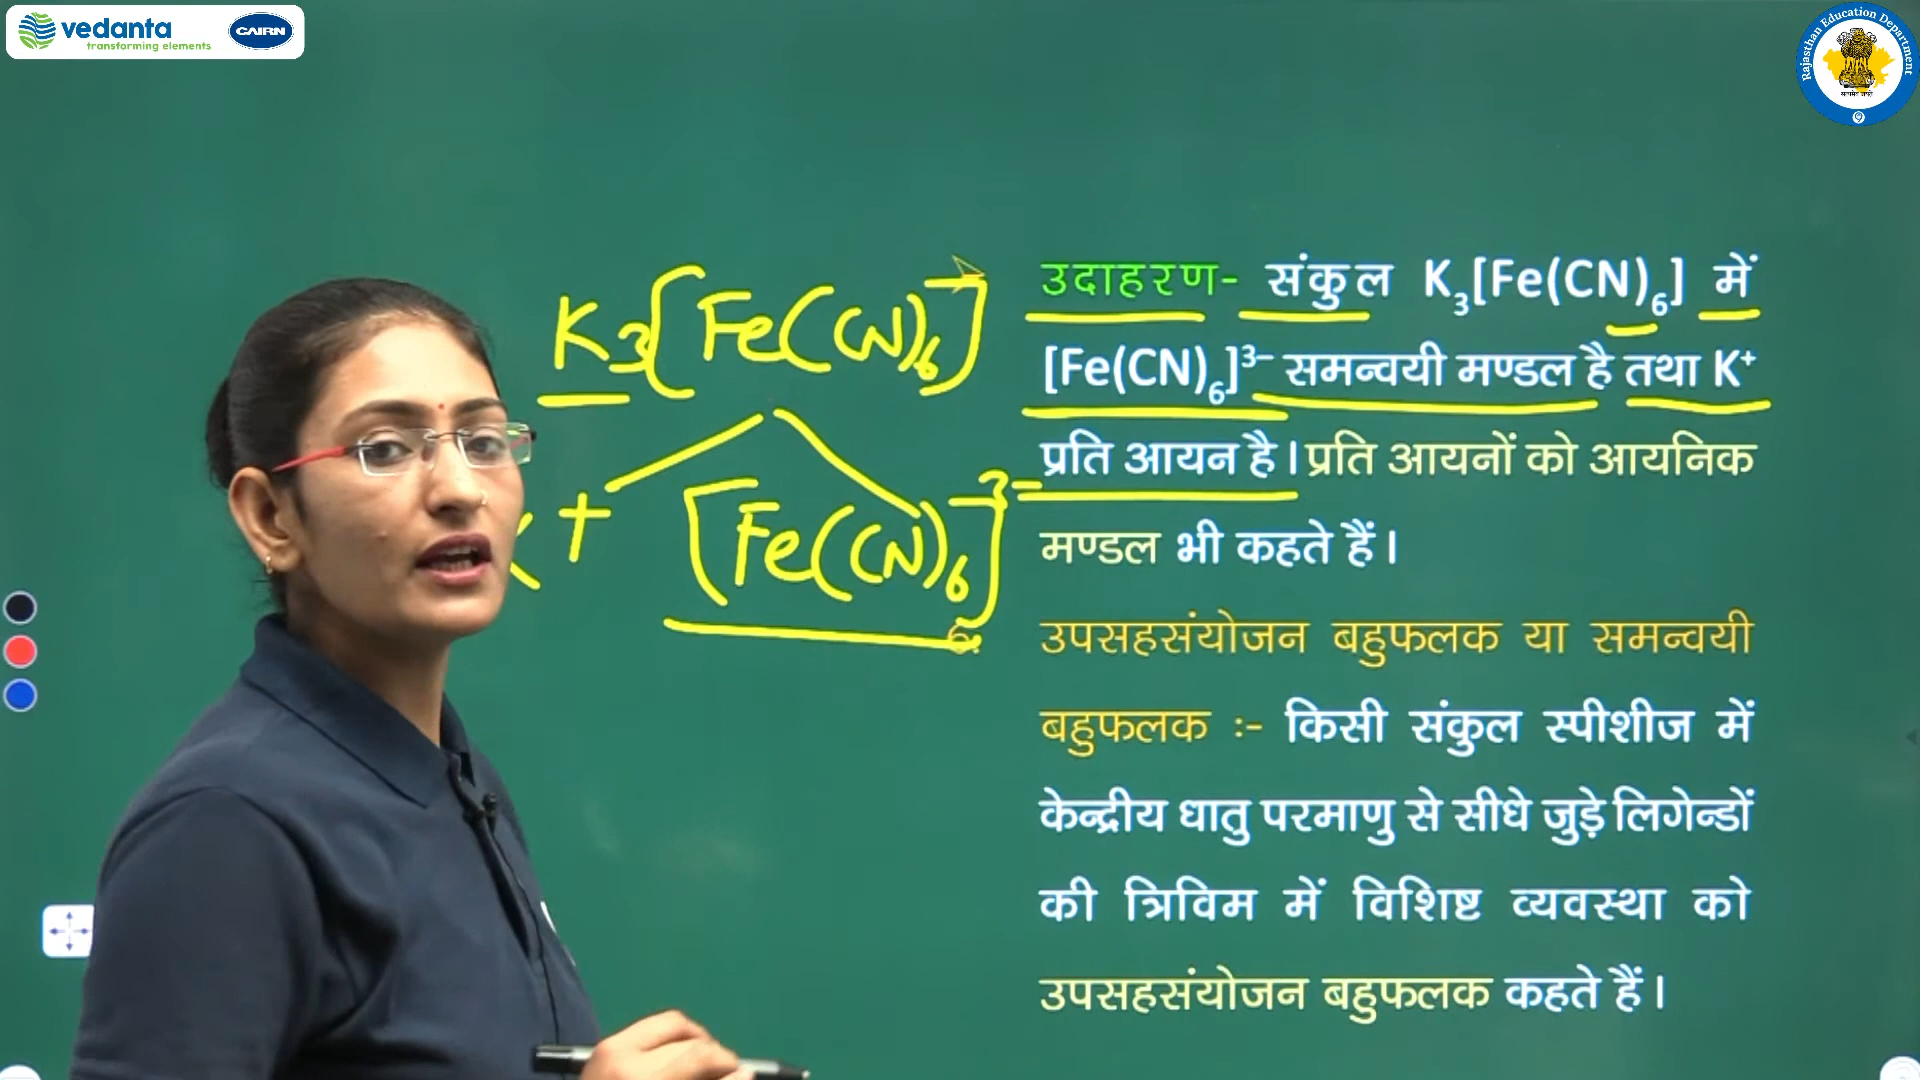 vedanta
transforming elements
CAIRN
Rajasthan Education Department
K3[Fe(CN)6]
+ [Fe(CN)6]3-
उदाहरण- संकुल K₃[Fe(CN)₆] में
[Fe(CN)₆]³⁻ समन्वयी मण्डल है तथा K⁺
प्रति आयन है। प्रति आयनों को आयनिक
मण्डल भी कहते हैं।
उपसहसंयोजन बहुफलक या समन्वयी
बहुफलक :- किसी संकुल स्पीशीज में
केन्द्रीय धातु परमाणु से सीधे जुड़े लिगेन्डों
की त्रिविम में विशिष्ट व्यवस्था को
उपसहसंयोजन बहुफलक कहते हैं।